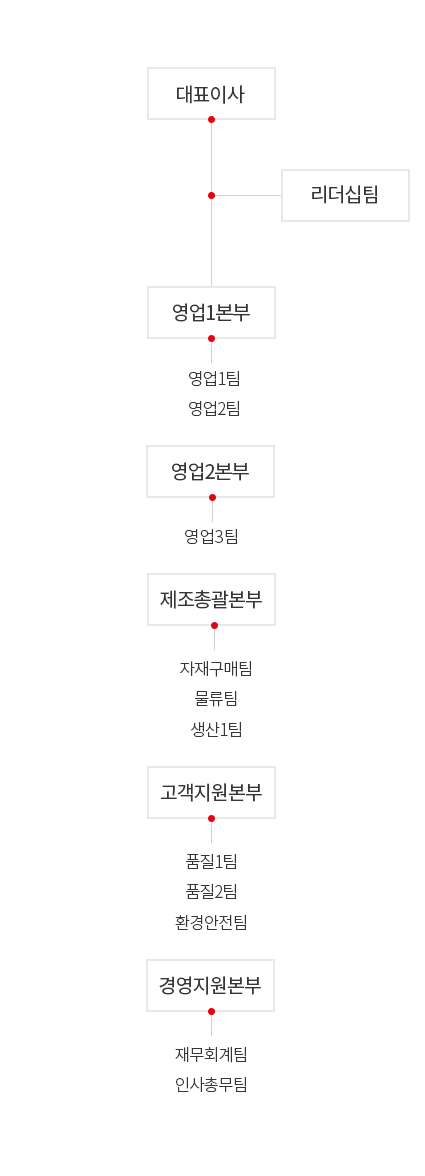 대표이사
리더십팀
영업1본부
영업1팀
영업2팀
영업2본부
영업3팀
제조총괄본부
자재구매팀
물류팀
생산1팀
고객지원본부
품질1팀
품질2팀
환경안전팀
경영지원본부
재무회계팀
인사총무팀